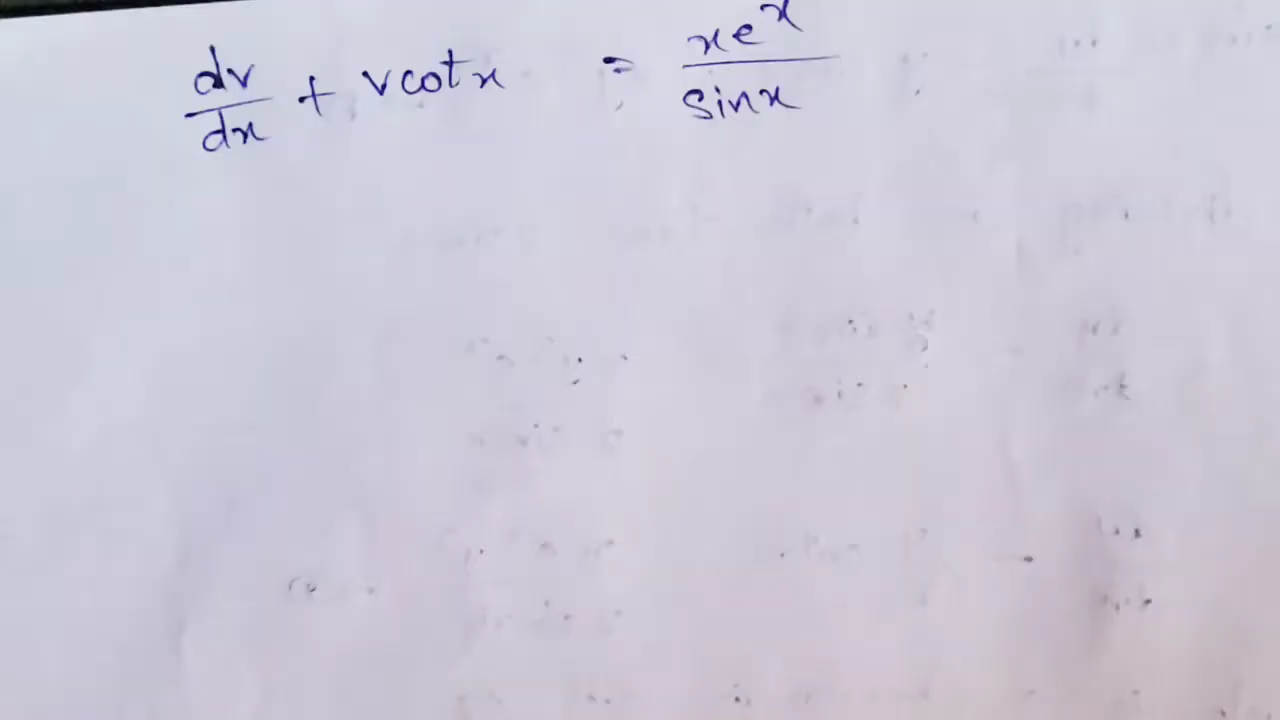 dv/dx + v cot x = xe^x/sin x